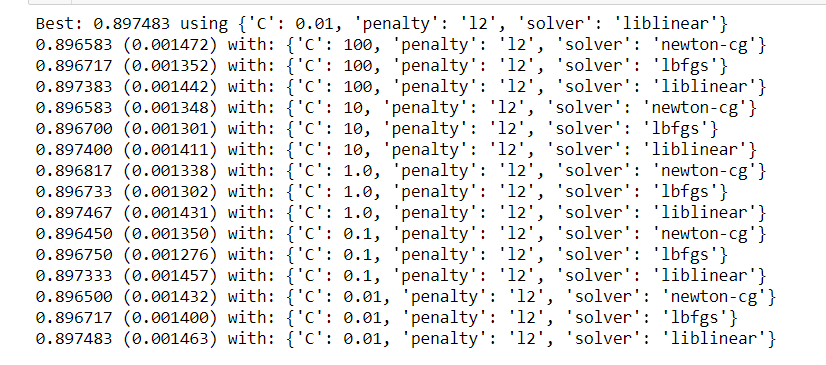 Best: 0.897483 using {'C': 0.01, 'penalty': 'l2', 'solver': 'liblinear'}
0.896583 (0.001472) with: {'C': 100, 'penalty': 'l2', 'solver': 'newton-cg'}
0.896717 (0.001352) with: {'C': 100, 'penalty': 'l2', 'solver': 'lbfgs'}
0.897383 (0.001442) with: {'C': 100, 'penalty': 'l2', 'solver': 'liblinear'}
0.896583 (0.001348) with: {'C': 10, 'penalty': 'l2', 'solver': 'newton-cg'}
0.896700 (0.001301) with: {'C': 10, 'penalty': 'l2', 'solver': 'lbfgs'}
0.897400 (0.001411) with: {'C': 10, 'penalty': 'l2', 'solver': 'liblinear'}
0.896817 (0.001338) with: {'C': 1.0, 'penalty': 'l2', 'solver': 'newton-cg'}
0.896733 (0.001302) with: {'C': 1.0, 'penalty': 'l2', 'solver': 'lbfgs'}
0.897467 (0.001431) with: {'C': 1.0, 'penalty': 'l2', 'solver': 'liblinear'}
0.896450 (0.001350) with: {'C': 0.1, 'penalty': 'l2', 'solver': 'newton-cg'}
0.896750 (0.001276) with: {'C': 0.1, 'penalty': 'l2', 'solver': 'lbfgs'}
0.897333 (0.001457) with: {'C': 0.1, 'penalty': 'l2', 'solver': 'liblinear'}
0.896500 (0.001432) with: {'C': 0.01, 'penalty': 'l2', 'solver': 'newton-cg'}
0.896717 (0.001400) with: {'C': 0.01, 'penalty': 'l2', 'solver': 'lbfgs'}
0.897483 (0.001463) with: {'C': 0.01, 'penalty': 'l2', 'solver': 'liblinear'}